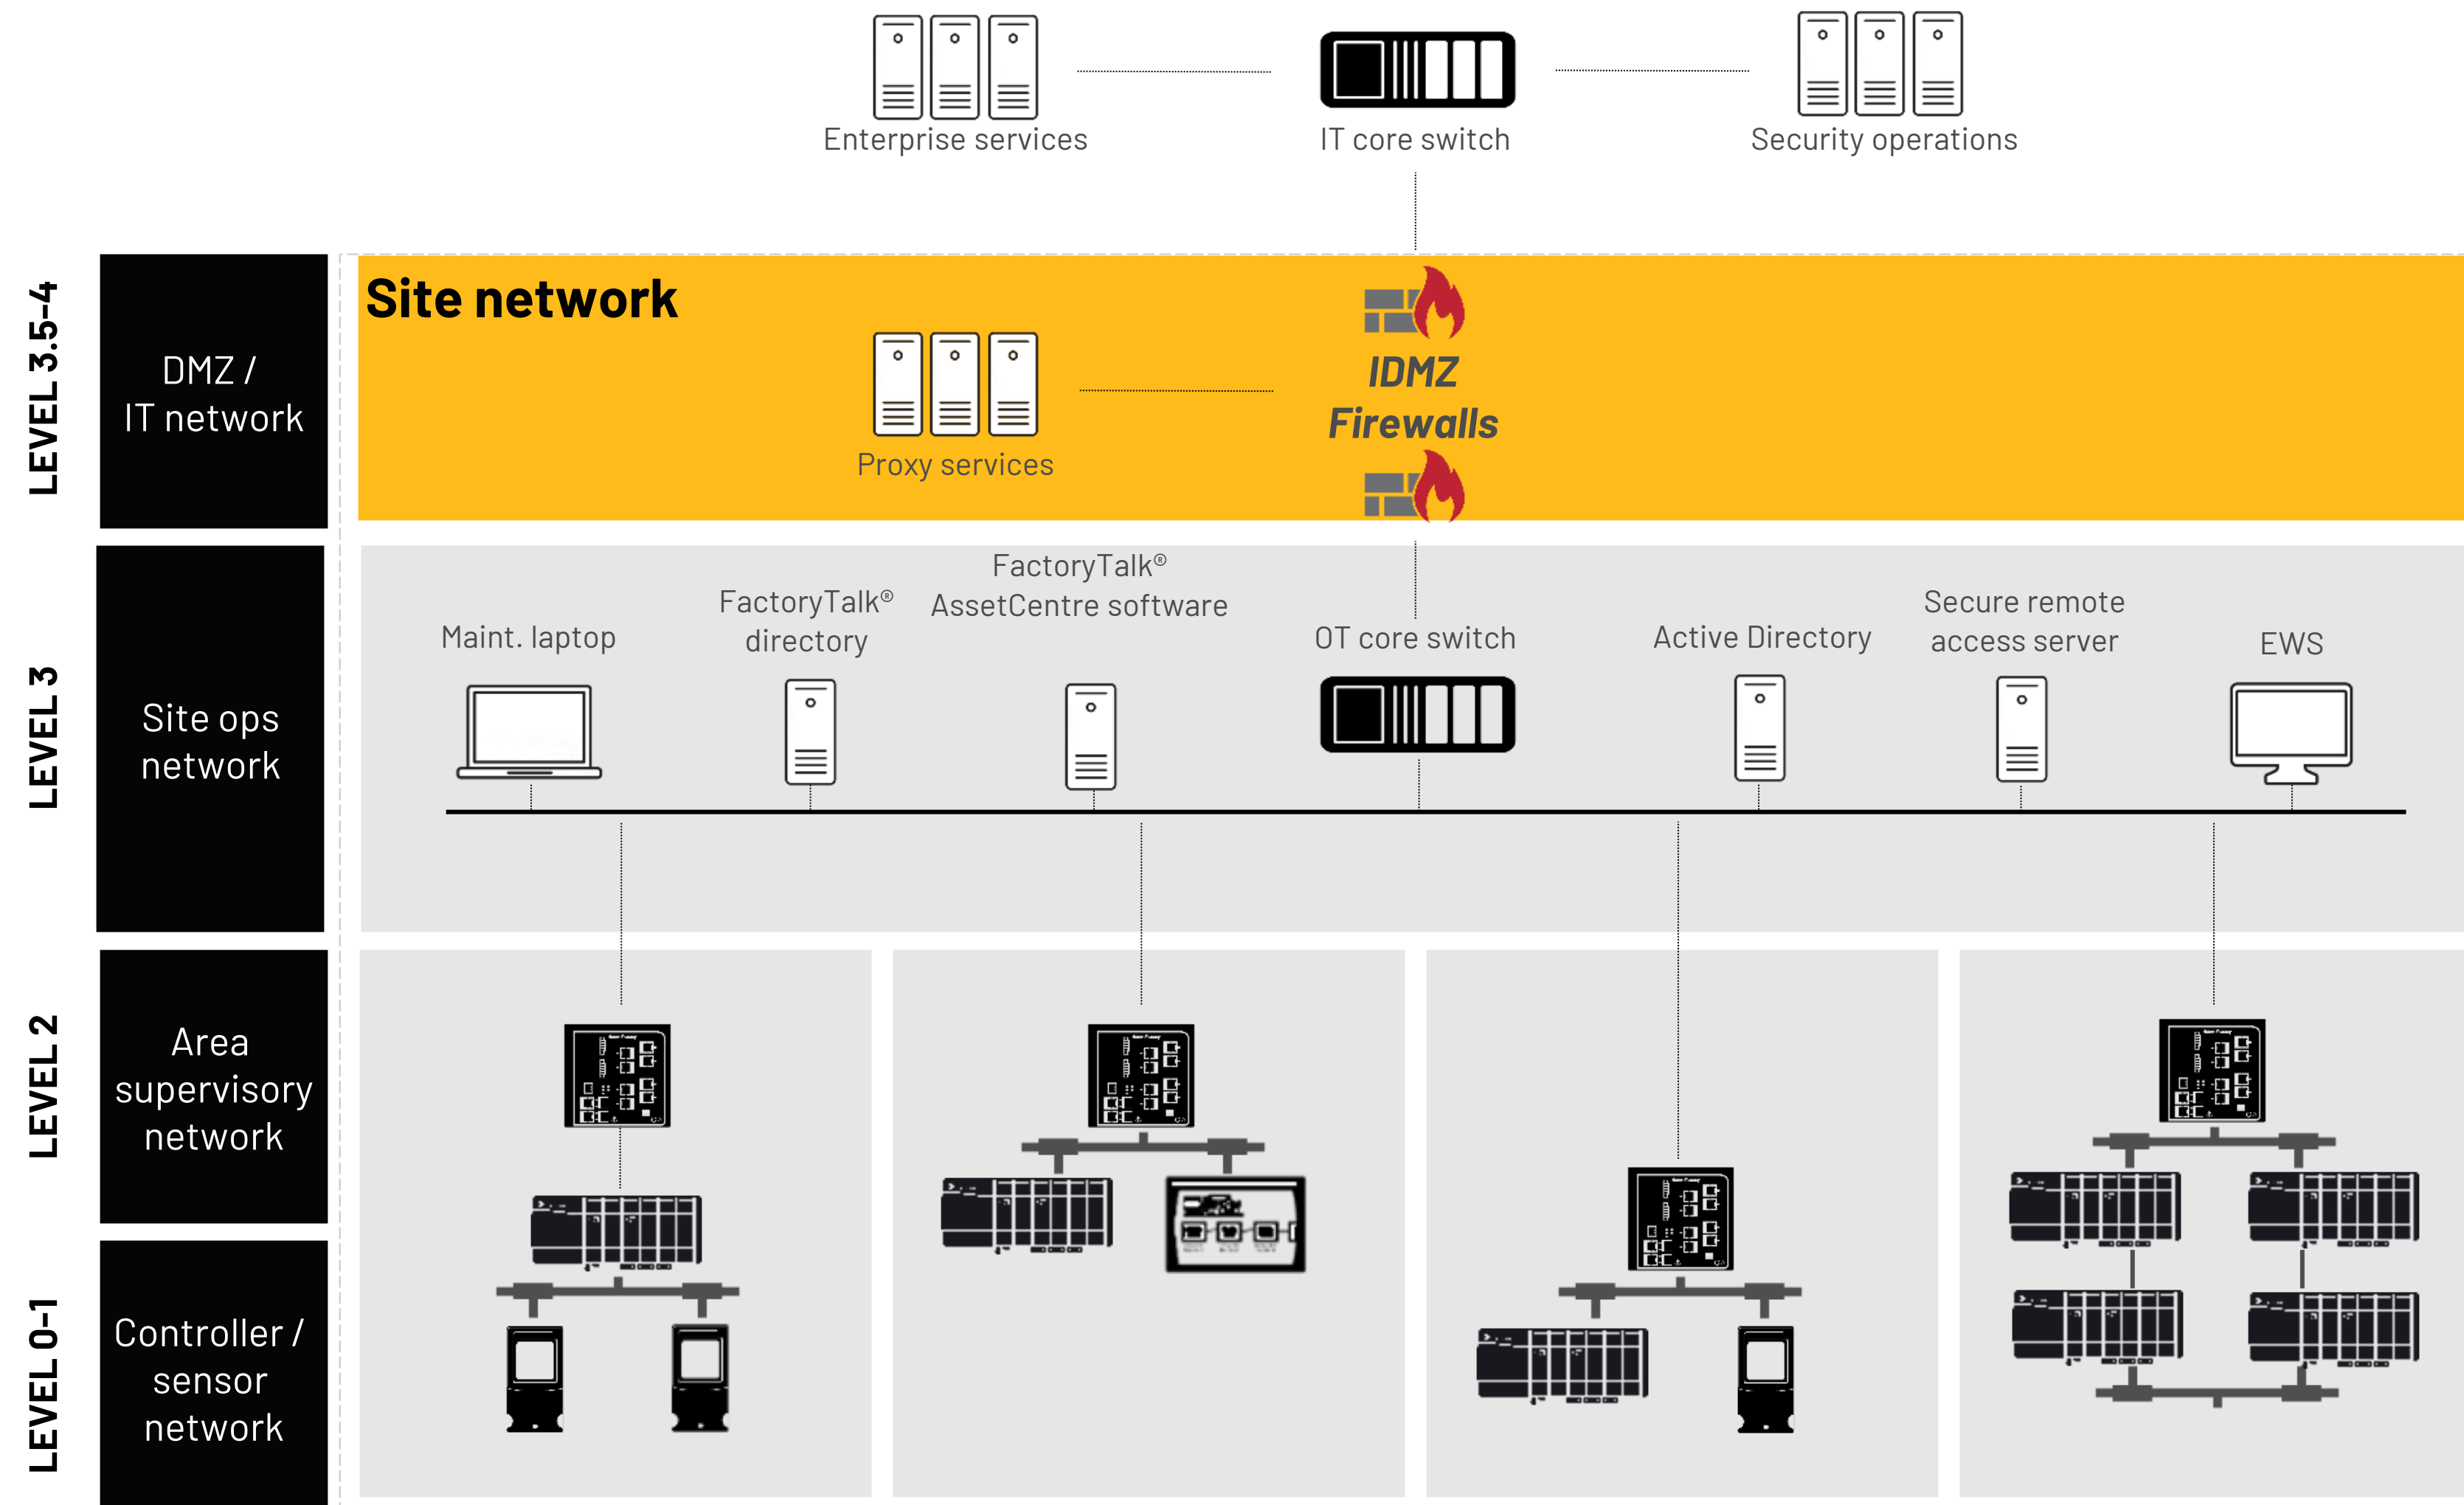 Enterprise services
IT core switch
Security operations
LEVEL 3.5-4
DMZ /
IT network
Site network
Proxy services
IDMZ
Firewalls
LEVEL 3
Site ops
network
Maint. laptop
FactoryTalk®
directory
FactoryTalk®
AssetCentre software
OT core switch
Active Directory
Secure remote
access server
EWS
LEVEL 2
Area
supervisory
network
LEVEL 0-1
Controller /
sensor
network